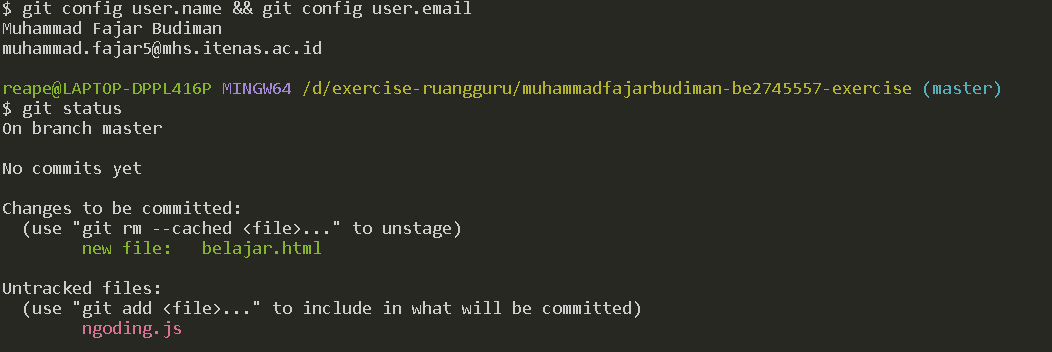 $ git config user.name && git config user.email
Muhammad Fajar Budiman
muhammad.fajar5@mhs.itenas.ac.id
reape@LAPTOP-DPPL416P MINGW64 /d/exercise-ruangguru/muhammadfajarbudiman-be2745557-exercise (master)
$ git status
On branch master
No commits yet
Changes to be committed:
  (use "git rm --cached <file>..." to unstage)
        new file:   belajar.html
Untracked files:
  (use "git add <file>..." to include in what will be committed)
        ngoding.js